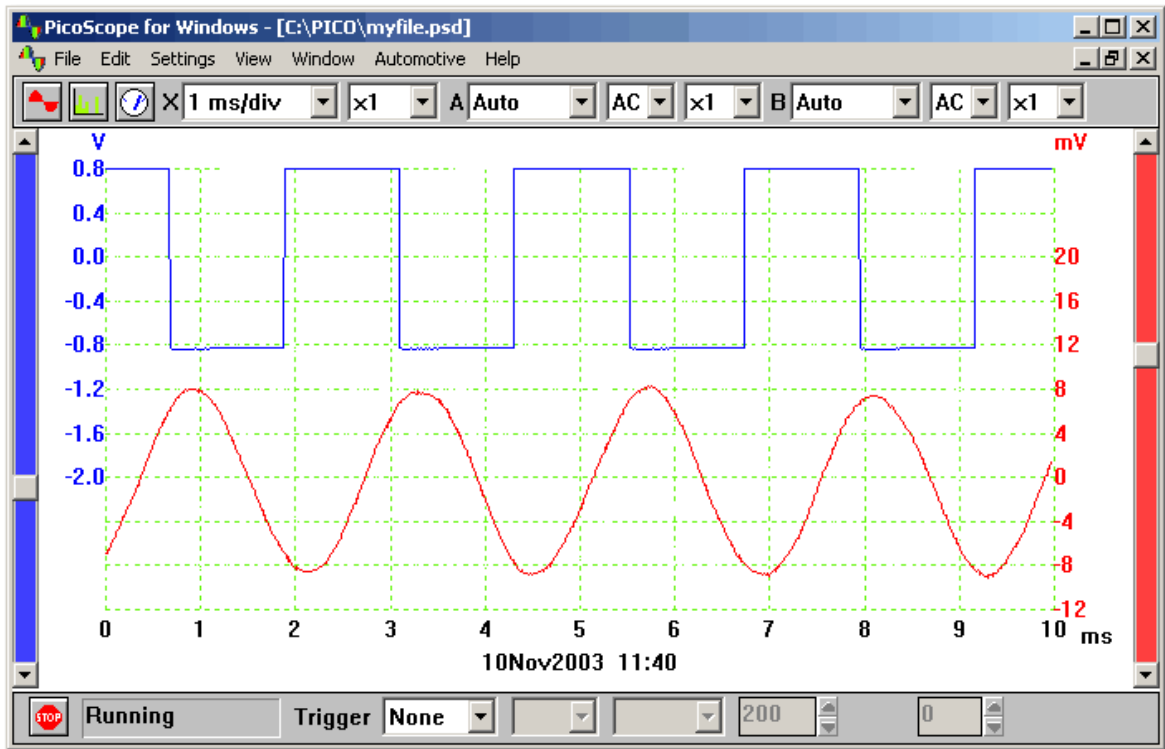 PicoScope for Windows - [C:\PICO\myfile.psd]
File Edit Settings View Window Automotive Help
X 1 ms/div x1 A Auto AC x1 B Auto AC x1
V mV
0.8
0.4
0.0 20
-0.4 16
-0.8 12
-1.2 8
-1.6 4
-2.0 0
-4
-8
-12
0 1 2 3 4 5 6 7 8 9 10 ms
10Nov2003 11:40
STOP Running Trigger None 200 0